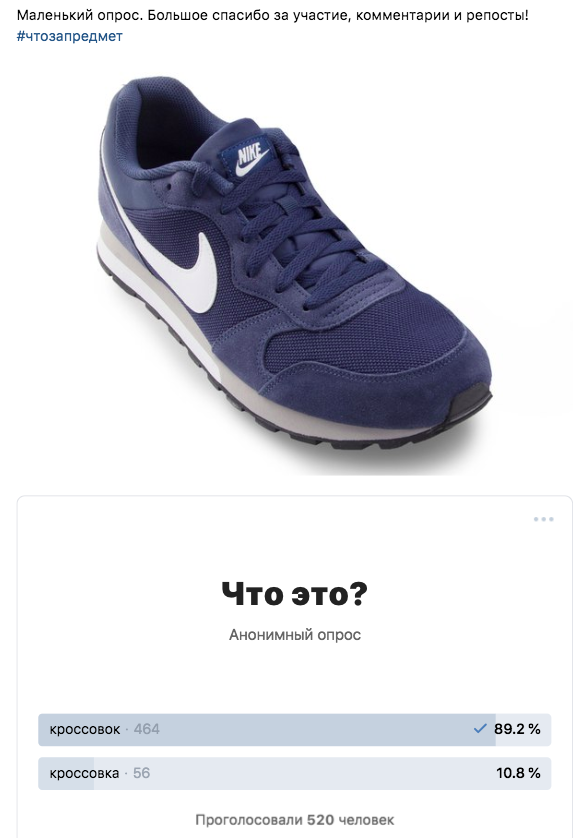 Маленький опрос. Большое спасибо за участие, комментарии и репосты!
#чтозапредмет
NIKE
Что это?
Анонимный опрос
кроссовок · 464 89.2 %
кроссовка · 56 10.8 %
Проголосовали 520 человек